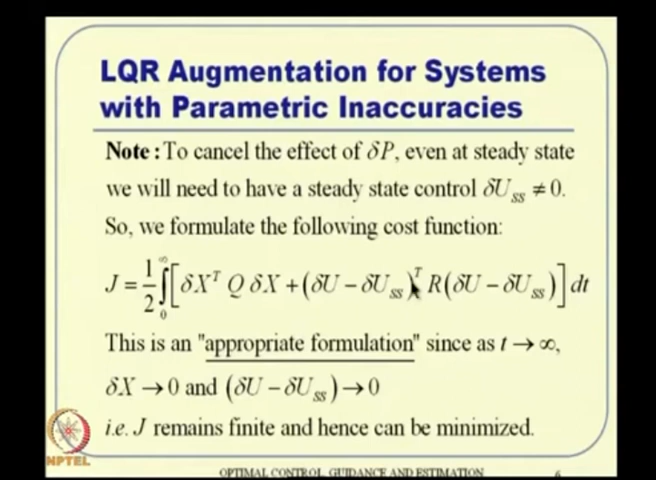 LQR Augmentation for Systems
with Parametric Inaccuracies
Note : To cancel the effect of δP, even at steady state
we will need to have a steady state control δU_ss ≠ 0.
So, we formulate the following cost function:
J = 1/2 ∫_0^∞ [δX^T Q δX + (δU − δU_ss)^T R(δU − δU_ss)] dt
This is an "appropriate formulation" since as t → ∞,
δX → 0 and (δU − δU_ss) → 0
i.e. J remains finite and hence can be minimized.
NPTEL
OPTIMAL CONTROL, GUIDANCE AND ESTIMATION